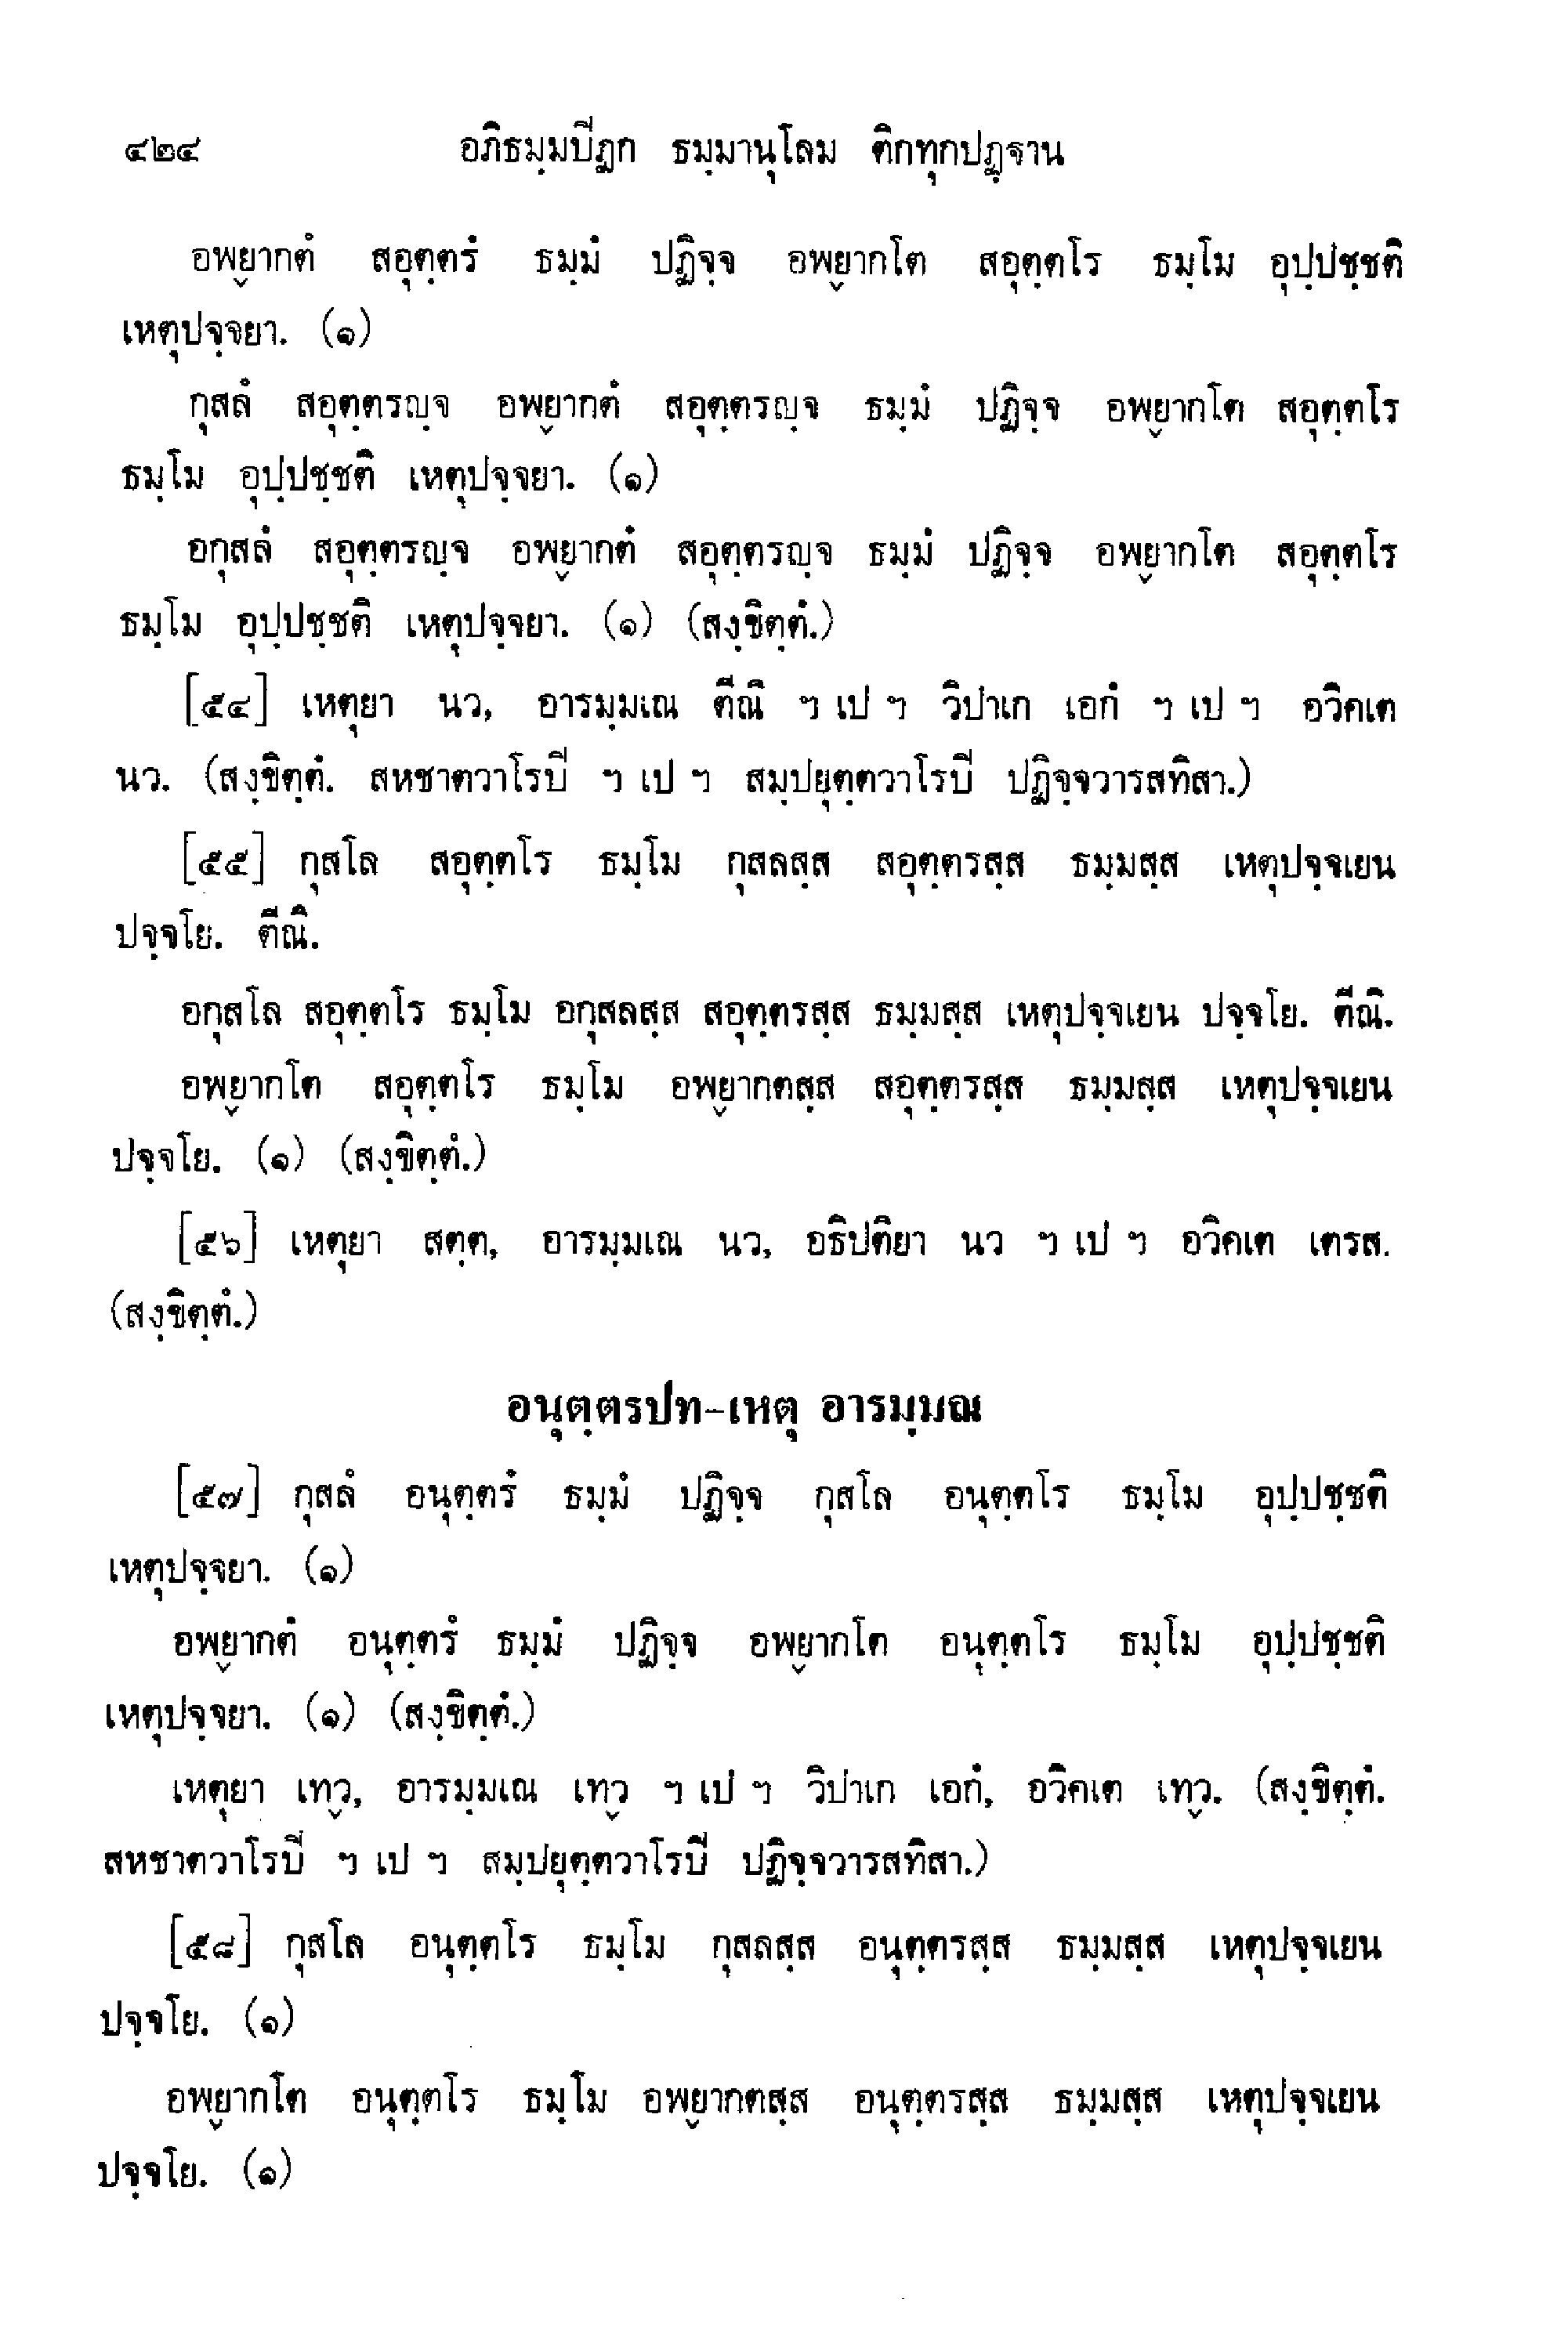 ๔๒๔ อภิธมฺมปิฏก ธมฺมานุโลม ติกทุกปฏฺฐาน
อพฺยากตํ สอุตฺตรํ ธมฺมํ ปฏิจฺจ อพฺยากโต สอุตฺตโร ธมฺโม อุปฺปชฺชติ
เหตุปจฺจยา. (๑)
กุสลํ สอุตฺตรญฺจ อพฺยากตํ สอุตฺตรญฺจ ธมฺมํ ปฏิจฺจ อพฺยากโต สอุตฺตโร
ธมฺโม อุปฺปชฺชติ เหตุปจฺจยา. (๑)
อกุสลํ สอุตฺตรญฺจ อพฺยากตํ สอุตฺตรญฺจ ธมฺมํ ปฏิจฺจ อพฺยากโต สอุตฺตโร
ธมฺโม อุปฺปชฺชติ เหตุปจฺจยา. (๑) (สงฺขิตฺตํ.)
[๕๔] เหตุยา นว, อารมฺมเณ ตีณิ ฯ เป ฯ วิปาเก เอกํ ฯ เป ฯ อวิคเต
นว. (สงฺขิตฺตํ. สหชาตวาโรปิ ฯ เป ฯ สมฺปยุตฺตวาโรปิ ปฏิจฺจวารสทิสา.)
[๕๕] กุสโล สอุตฺตโร ธมฺโม กุสลสฺส สอุตฺตรสฺส ธมฺมสฺส เหตุปจฺจเยน
ปจฺจโย. ตีณิ.
อกุสโล สอุตฺตโร ธมฺโม อกุสลสฺส สอุตฺตรสฺส ธมฺมสฺส เหตุปจฺจเยน ปจฺจโย. ตีณิ.
อพฺยากโต สอุตฺตโร ธมฺโม อพฺยากตสฺส สอุตฺตรสฺส ธมฺมสฺส เหตุปจฺจเยน
ปจฺจโย. (๑) (สงฺขิตฺตํ.)
[๕๖] เหตุยา สตฺต, อารมฺมเณ นว, อธิปติยา นว ฯ เป ฯ อวิคเต เตรส.
(สงฺขิตฺตํ.)
อนุตฺตรปท-เหตุ อารมฺมณ
[๕๗] กุสลํ อนุตฺตรํ ธมฺมํ ปฏิจฺจ กุสโล อนุตฺตโร ธมฺโม อุปฺปชฺชติ
เหตุปจฺจยา. (๑)
อพฺยากตํ อนุตฺตรํ ธมฺมํ ปฏิจฺจ อพฺยากโต อนุตฺตโร ธมฺโม อุปฺปชฺชติ
เหตุปจฺจยา. (๑) (สงฺขิตฺตํ.)
เหตุยา เทฺว, อารมฺมเณ เทฺว ฯ เป ฯ วิปาเก เอกํ, อวิคเต เทฺว. (สงฺขิตฺตํ.
สหชาตวาโรปิ ฯ เป ฯ สมฺปยุตฺตวาโรปิ ปฏิจฺจวารสทิสา.)
[๕๘] กุสโล อนุตฺตโร ธมฺโม กุสลสฺส อนุตฺตรสฺส ธมฺมสฺส เหตุปจฺจเยน
ปจฺจโย. (๑)
อพฺยากโต อนุตฺตโร ธมฺโม อพฺยากตสฺส อนุตฺตรสฺส ธมฺมสฺส เหตุปจฺจเยน
ปจฺจโย. (๑)